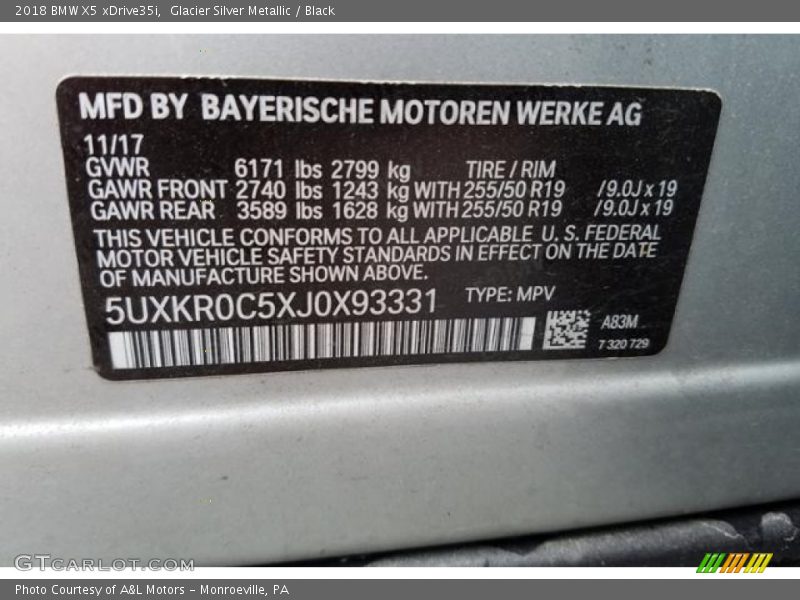 2018 BMW X5 xDrive35i,  Glacier Silver Metallic / Black
MFD BY BAYERISCHE MOTOREN WERKE AG
11/17
GVWR 6171 lbs 2799 kg TIRE / RIM
GAWR FRONT 2740 lbs 1243 kg WITH 255/50 R19 /9.0J x 19
GAWR REAR 3589 lbs 1628 kg WITH 255/50 R19 /9.0J x 19
THIS VEHICLE CONFORMS TO ALL APPLICABLE U. S. FEDERAL
MOTOR VEHICLE SAFETY STANDARDS IN EFFECT ON THE DATE
OF MANUFACTURE SHOWN ABOVE.
5UXKR0C5XJ0X93331 TYPE: MPV
A83M
7 320 729
GTCARLOT.COM
Photo Courtesy of A&L Motors - Monroeville, PA